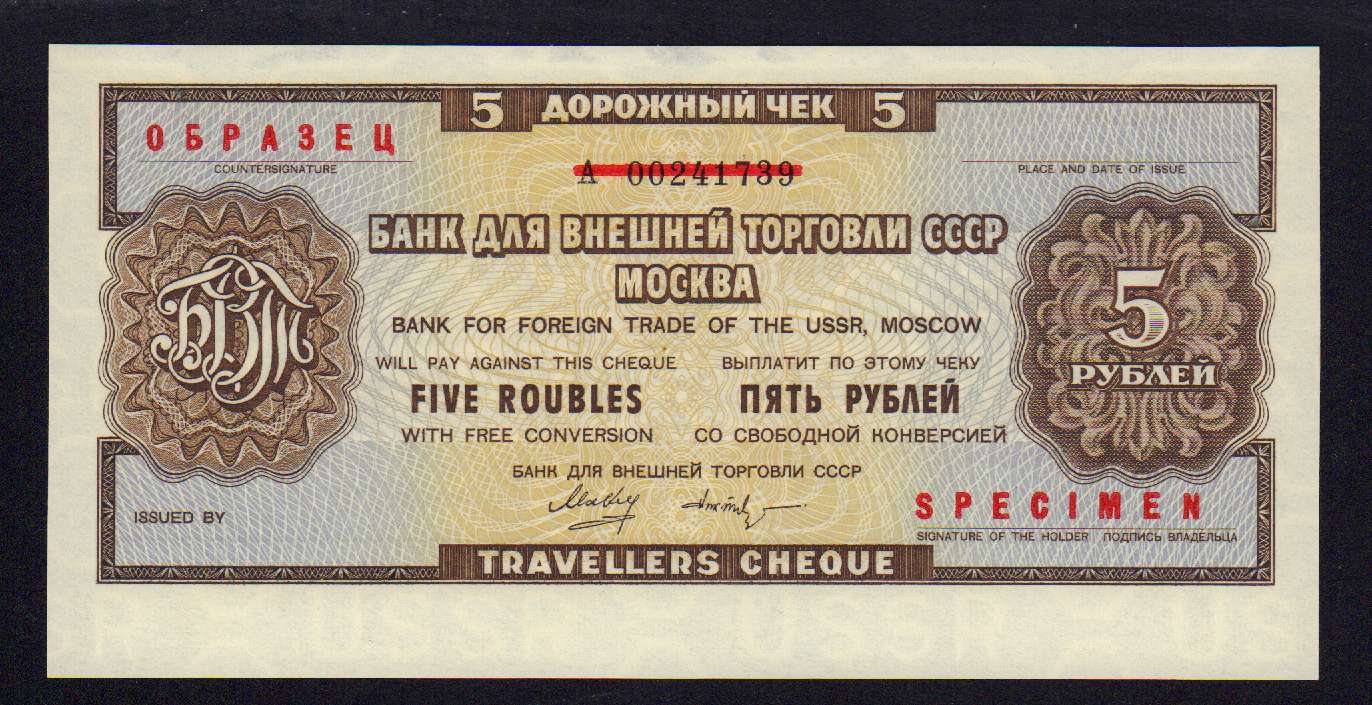 5 ДОРОЖНЫЙ ЧЕК 5
ОБРАЗЕЦ
COUNTERSIGNATURE
А 00241739
PLACE AND DATE OF ISSUE
БАНК ДЛЯ ВНЕШНЕЙ ТОРГОВЛИ СССР
МОСКВА
BANK FOR FOREIGN TRADE OF THE USSR, MOSCOW
WILL PAY AGAINST THIS CHEQUE ВЫПЛАТИТ ПО ЭТОМУ ЧЕКУ
FIVE ROUBLES ПЯТЬ РУБЛЕЙ
WITH FREE CONVERSION СО СВОБОДНОЙ КОНВЕРСИЕЙ
БАНК ДЛЯ ВНЕШНЕЙ ТОРГОВЛИ СССР
БВТ
5
РУБЛЕЙ
ISSUED BY
SPECIMEN
SIGNATURE OF THE HOLDER ПОДПИСЬ ВЛАДЕЛЬЦА
TRAVELLERS CHEQUE